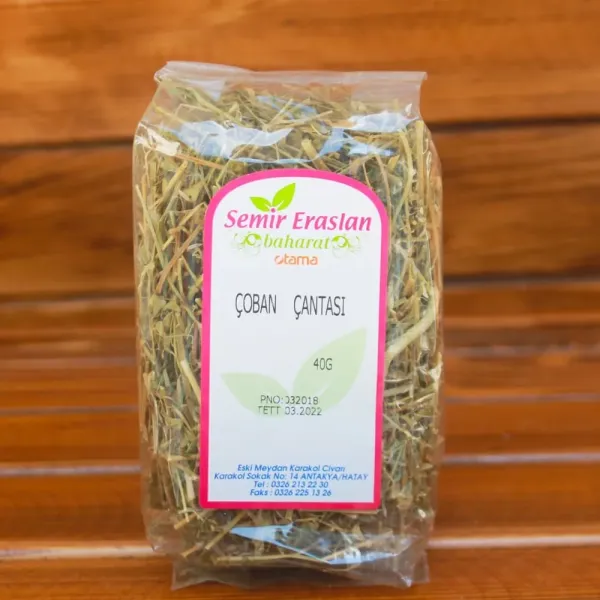 Semir Eraslan
baharat
otama
ÇOBAN ÇANTASI
40G
PNO:032018
TETT 03.2022
Eski Meydan Karakol Civarı
Karakol Sokak No: 14 ANTAKYA/HATAY
Tel : 0326 213 22 30
Faks : 0326 225 13 26